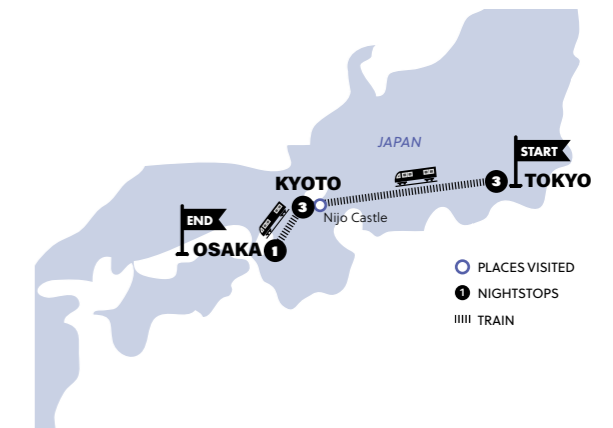 JAPAN
START
3
TOKYO
KYOTO
3
Nijo Castle
END
OSAKA
1
PLACES VISITED
1 NIGHTSTOPS
TRAIN